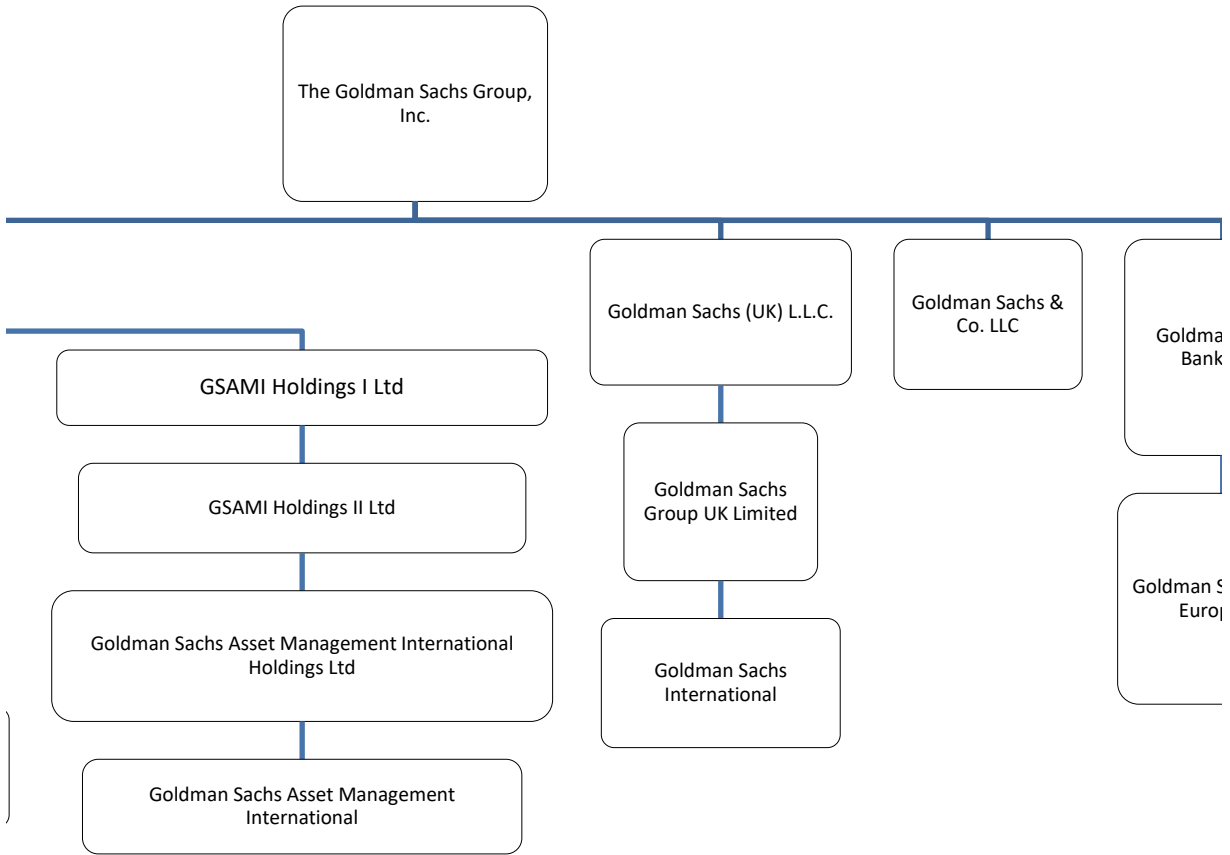 The Goldman Sachs Group,
Inc.
Goldman Sachs (UK) L.L.C.
Goldman Sachs &
Co. LLC
Bank
GSAMI Holdings I Ltd
GSAMI Holdings II Ltd
Goldman Sachs
Group UK Limited
Goldman
Goldman Sachs Asset Management International
Holdings Ltd
Goldman Sachs
International
Goldman Sachs Asset Management
International